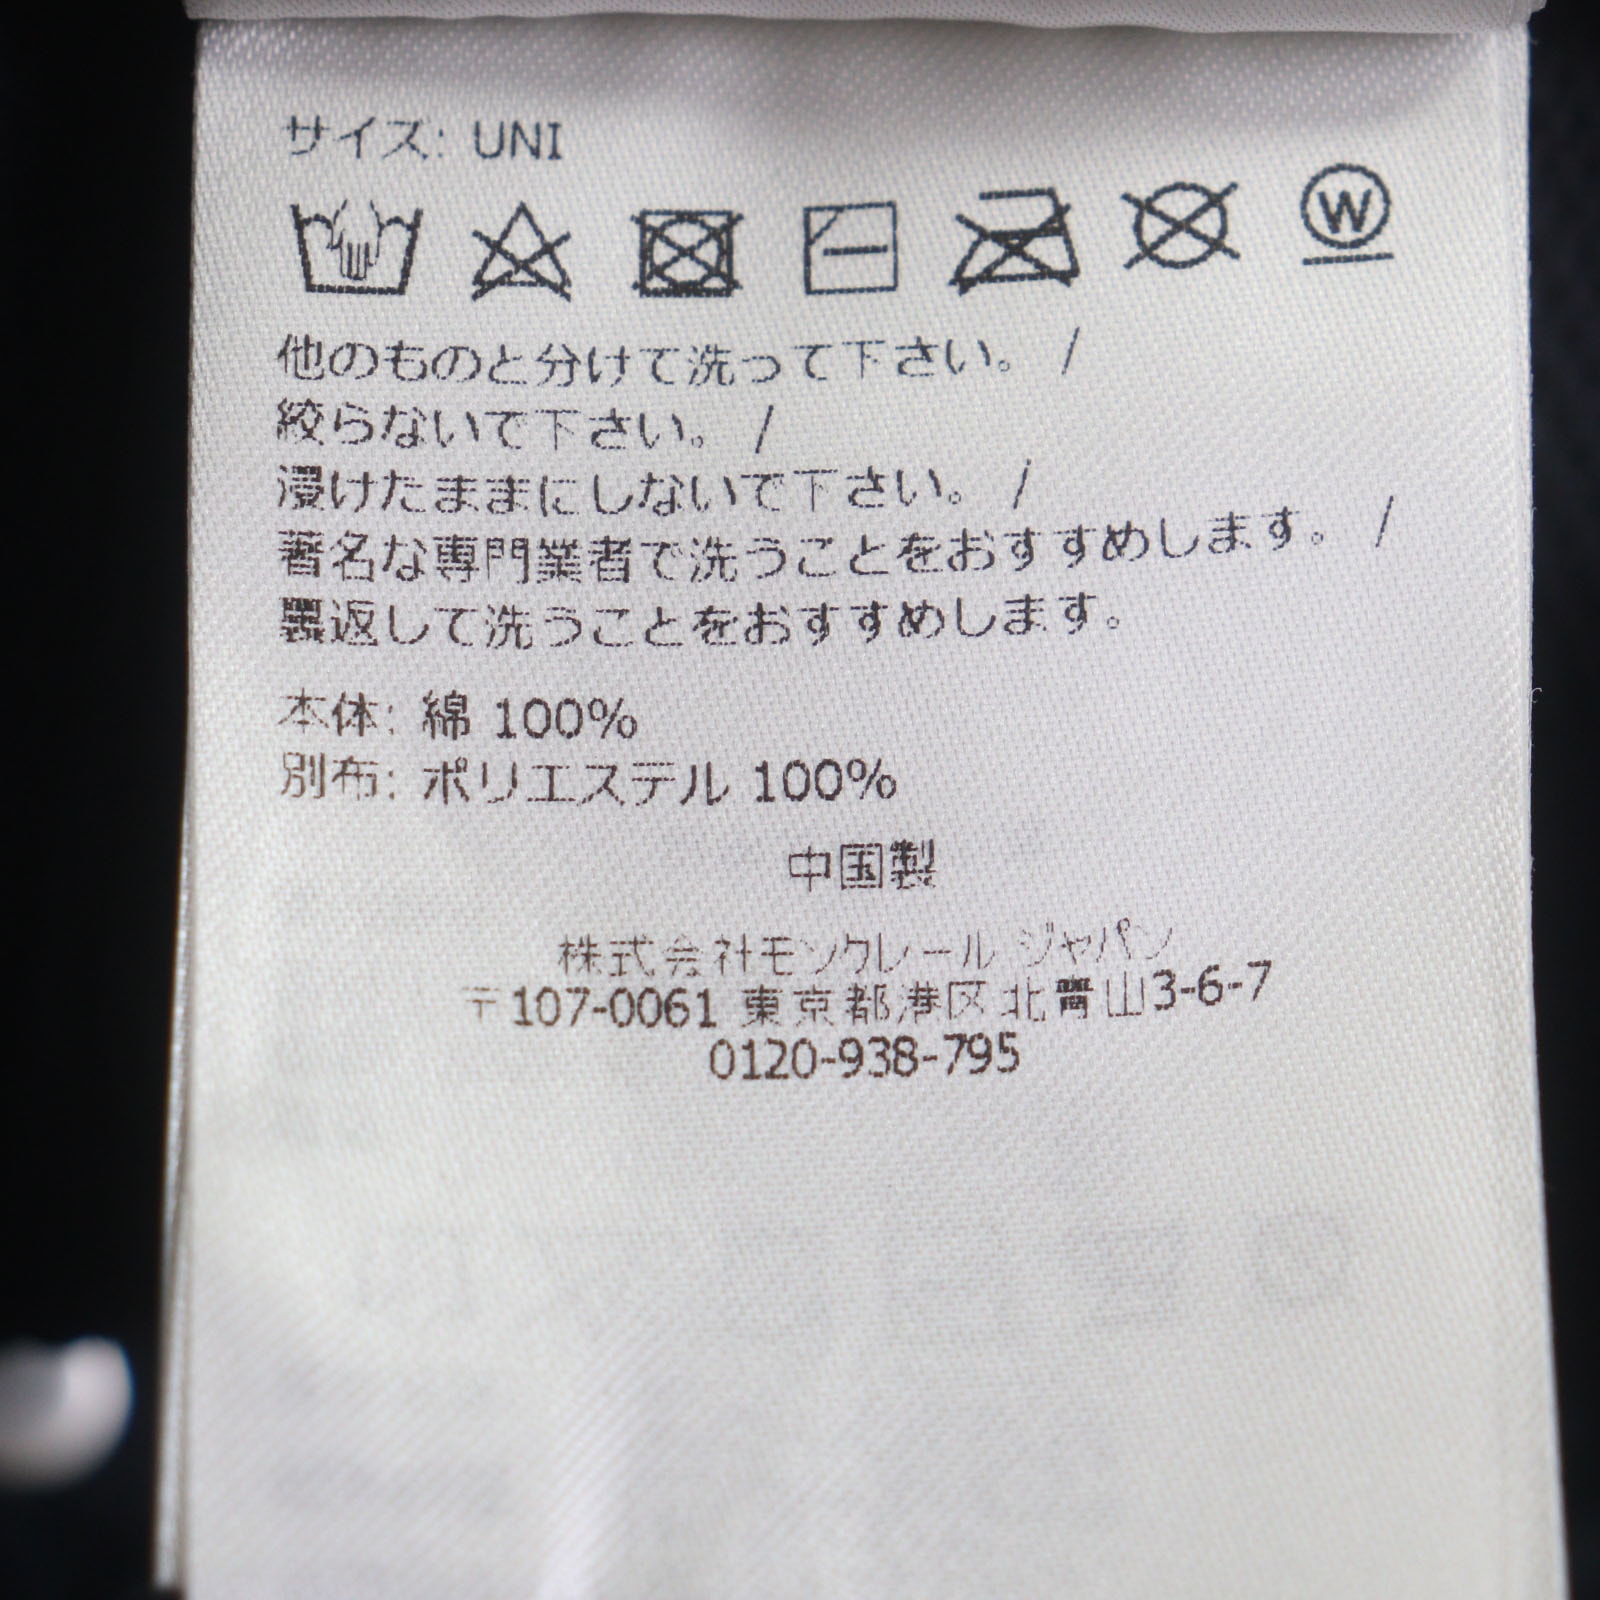 サイズ: UNI
W
他のものと分けて洗って下さい。 /
絞らないで下さい。 /
浸けたままにしないで下さい。 /
著名な専門業者で洗うことをおすすめします。 /
裏返して洗うことをおすすめします。
本体: 綿 100%
別布: ポリエステル 100%
中国製
株式会社モンクレール ジャパン
〒107-0061 東京都港区北青山3-6-7
0120-938-795